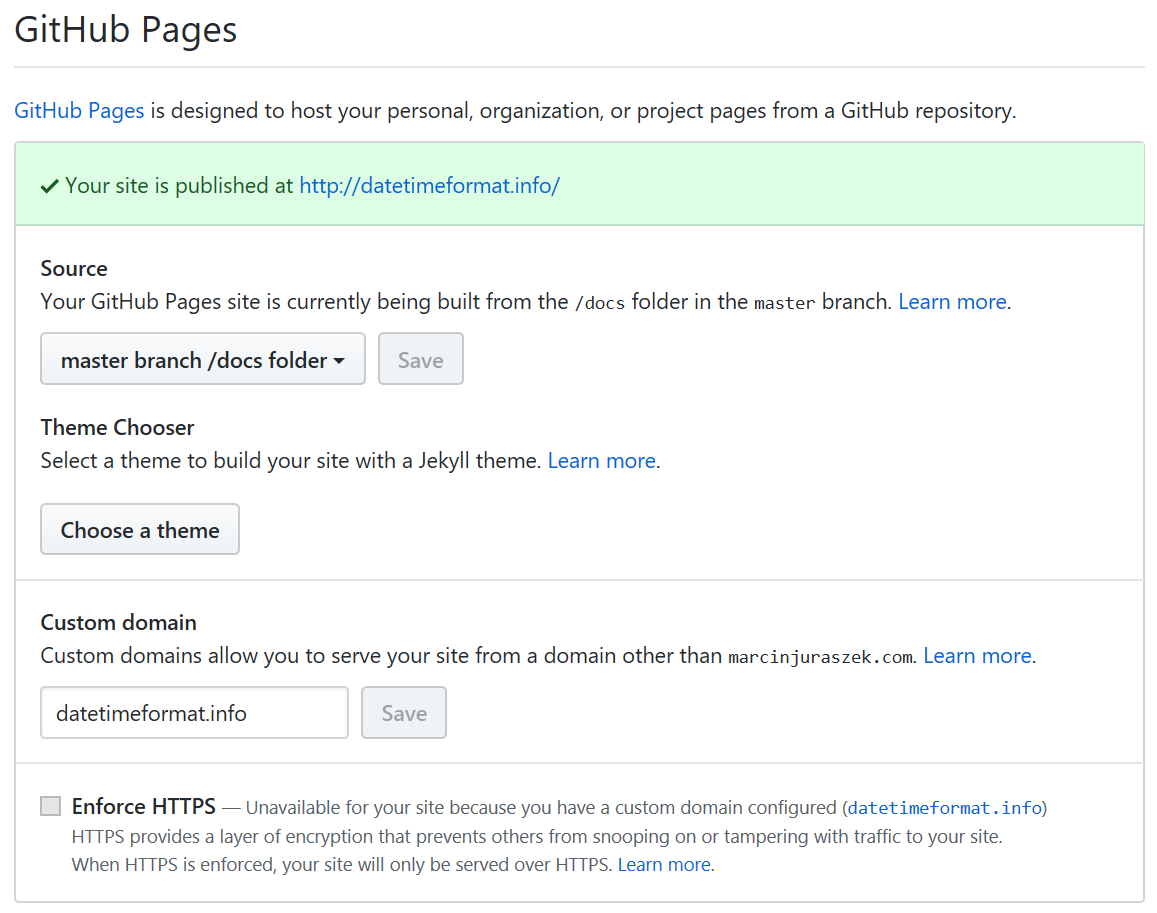 GitHub Pages
GitHub Pages is designed to host your personal, organization, or project pages from a GitHub repository.
Your site is published at http://datetimeformat.info/
Source
Your GitHub Pages site is currently being built from the /docs folder in the master branch. Learn more.
master branch /docs folder Save
Theme Chooser
Select a theme to build your site with a Jekyll theme. Learn more.
Choose a theme
Custom domain
Custom domains allow you to serve your site from a domain other than marcinjuraszek.com. Learn more.
datetimeformat.info Save
Enforce HTTPS — Unavailable for your site because you have a custom domain configured (datetimeformat.info)
HTTPS provides a layer of encryption that prevents others from snooping on or tampering with traffic to your site.
When HTTPS is enforced, your site will only be served over HTTPS. Learn more.